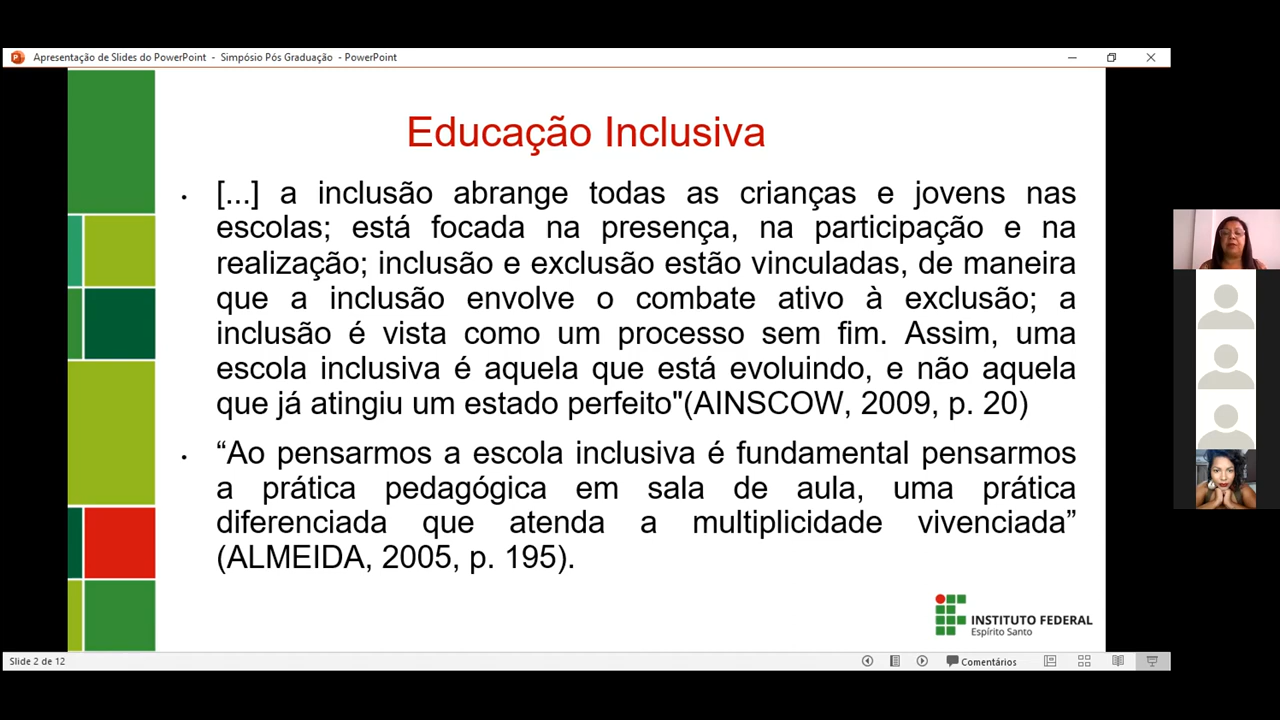 Apresentação de Slides do PowerPoint - Simpósio Pós Graduação - PowerPoint
Educação Inclusiva
• [...] a inclusão abrange todas as crianças e jovens nas
escolas; está focada na presença, na participação e na
realização; inclusão e exclusão estão vinculadas, de maneira
que a inclusão envolve o combate ativo à exclusão; a
inclusão é vista como um processo sem fim. Assim, uma
escola inclusiva é aquela que está evoluindo, e não aquela
que já atingiu um estado perfeito"(AINSCOW, 2009, p. 20)
• “Ao pensarmos a escola inclusiva é fundamental pensarmos
a prática pedagógica em sala de aula, uma prática
diferenciada que atenda a multiplicidade vivenciada”
(ALMEIDA, 2005, p. 195).
INSTITUTO FEDERAL
Espírito Santo
Slide 2 de 12
Comentários